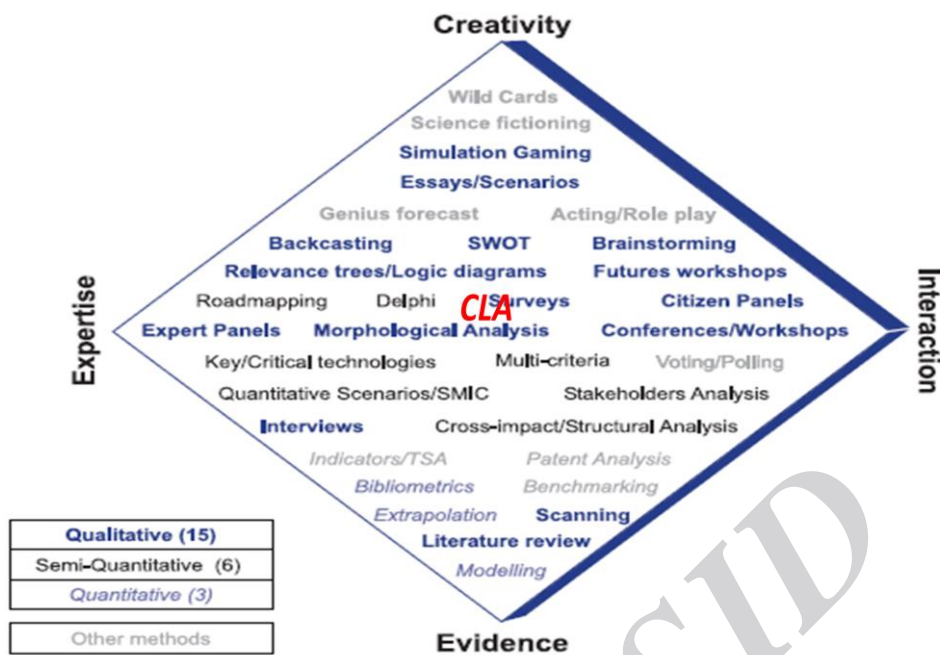 Creativity
Wild Cards
Science fictioning
Simulation Gaming
Essays/Scenarios
Genius forecast Acting/Role play
Backcasting SWOT Brainstorming
Relevance trees/Logic diagrams Futures workshops
Roadmapping Delphi CLA Surveys Citizen Panels
Expert Panels Morphological Analysis Conferences/Workshops
Key/Critical technologies Multi-criteria Voting/Polling
Quantitative Scenarios/SMIC Stakeholders Analysis
Interviews Cross-impact/Structural Analysis
Indicators/TSA Patent Analysis
Bibliometrics Benchmarking
Extrapolation Scanning
Literature review
Modelling
Evidence
Expertise
Interaction
Qualitative (15)
Semi-Quantitative (6)
Quantitative (3)
Other methods
SID